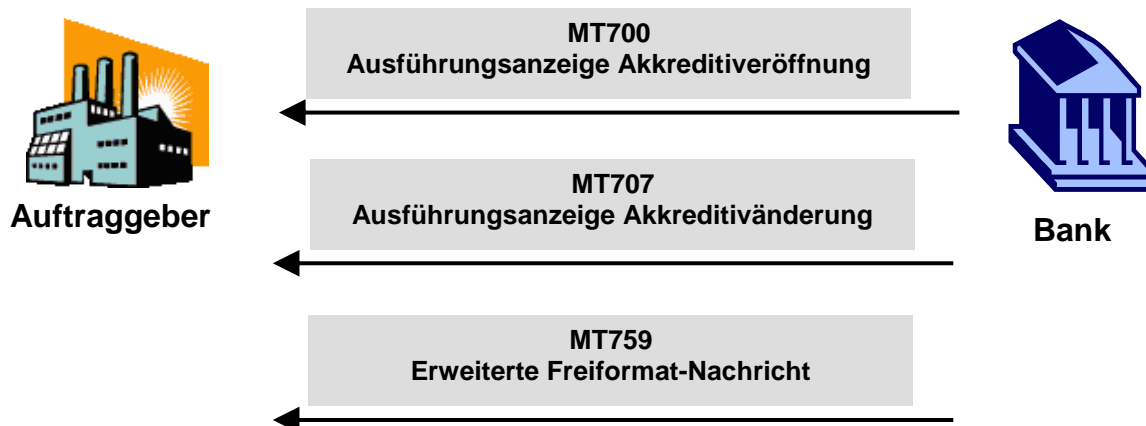 MT700
Ausführungsanzeige Akkreditiveröffnung
MT707
Ausführungsanzeige Akkreditivänderung
Auftraggeber
Bank
MT759
Erweiterte Freiformat-Nachricht